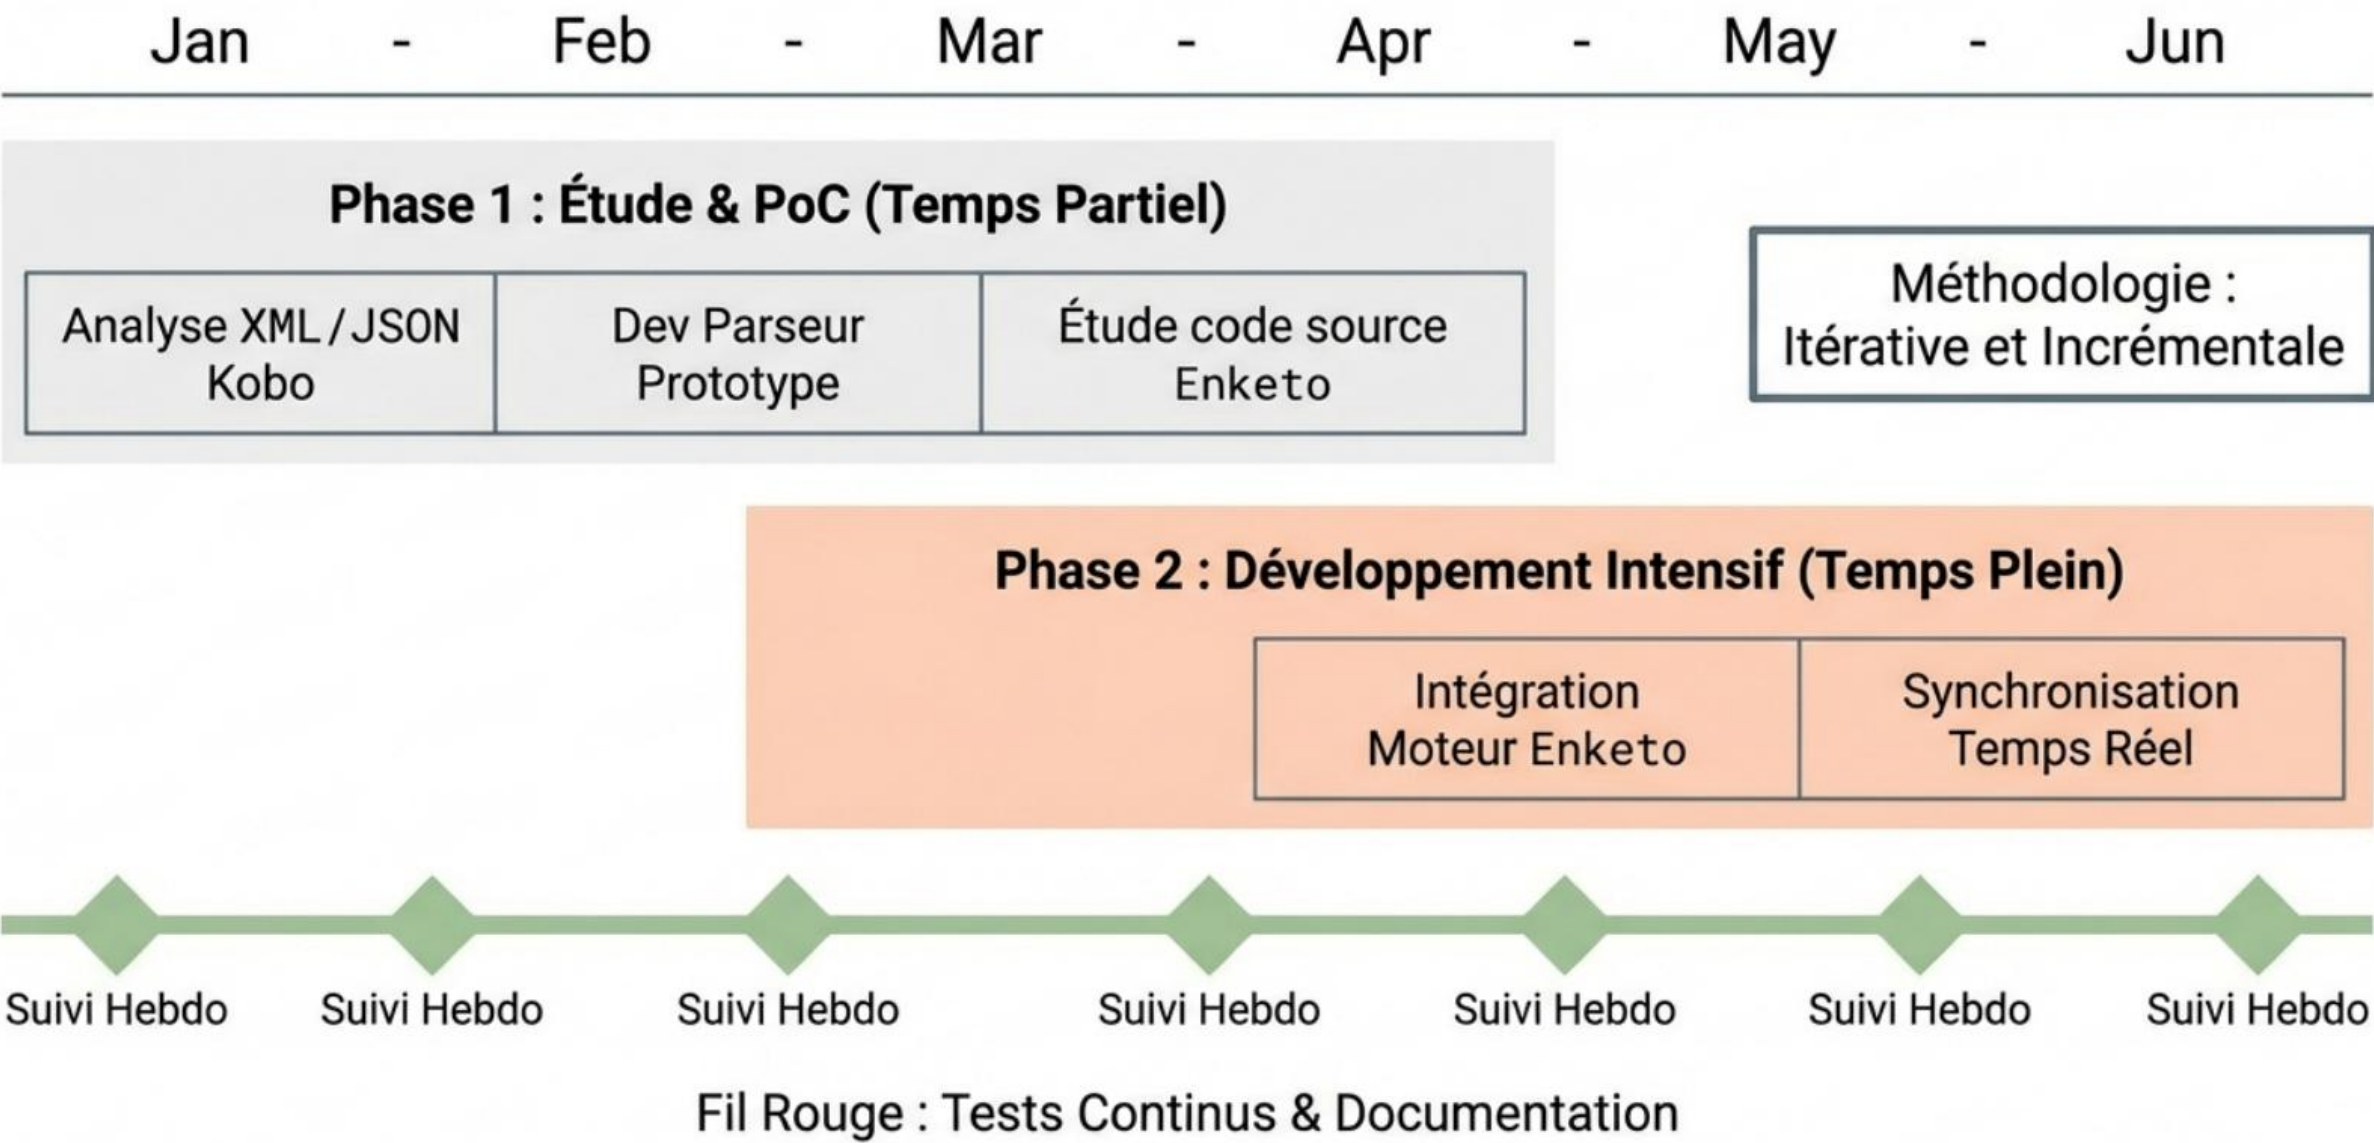 Jan - Feb - Mar - Apr - May - Jun
Phase 1 : Étude & PoC (Temps Partiel)
Analyse XML/JSON
Kobo
Dev Parseur
Prototype
Étude code source
Enketo
Méthodologie :
Itérative et Incrémentale
Phase 2 : Développement Intensif (Temps Plein)
Intégration
Moteur Enketo
Synchronisation
Temps Réel
Suivi Hebdo Suivi Hebdo Suivi Hebdo Suivi Hebdo Suivi Hebdo Suivi Hebdo Suivi Hebdo
Fil Rouge : Tests Continus & Documentation